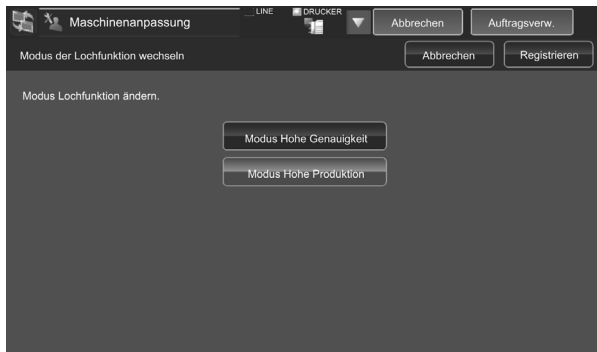 Maschinenanpassung
LINE
DRUCKER
Abbrechen
Auftragsverw.
Modus der Lochfunktion wechseln
Abbrechen
Registrieren
Modus Lochfunktion ändern.
Modus Hohe Genauigkeit
Modus Hohe Produktion